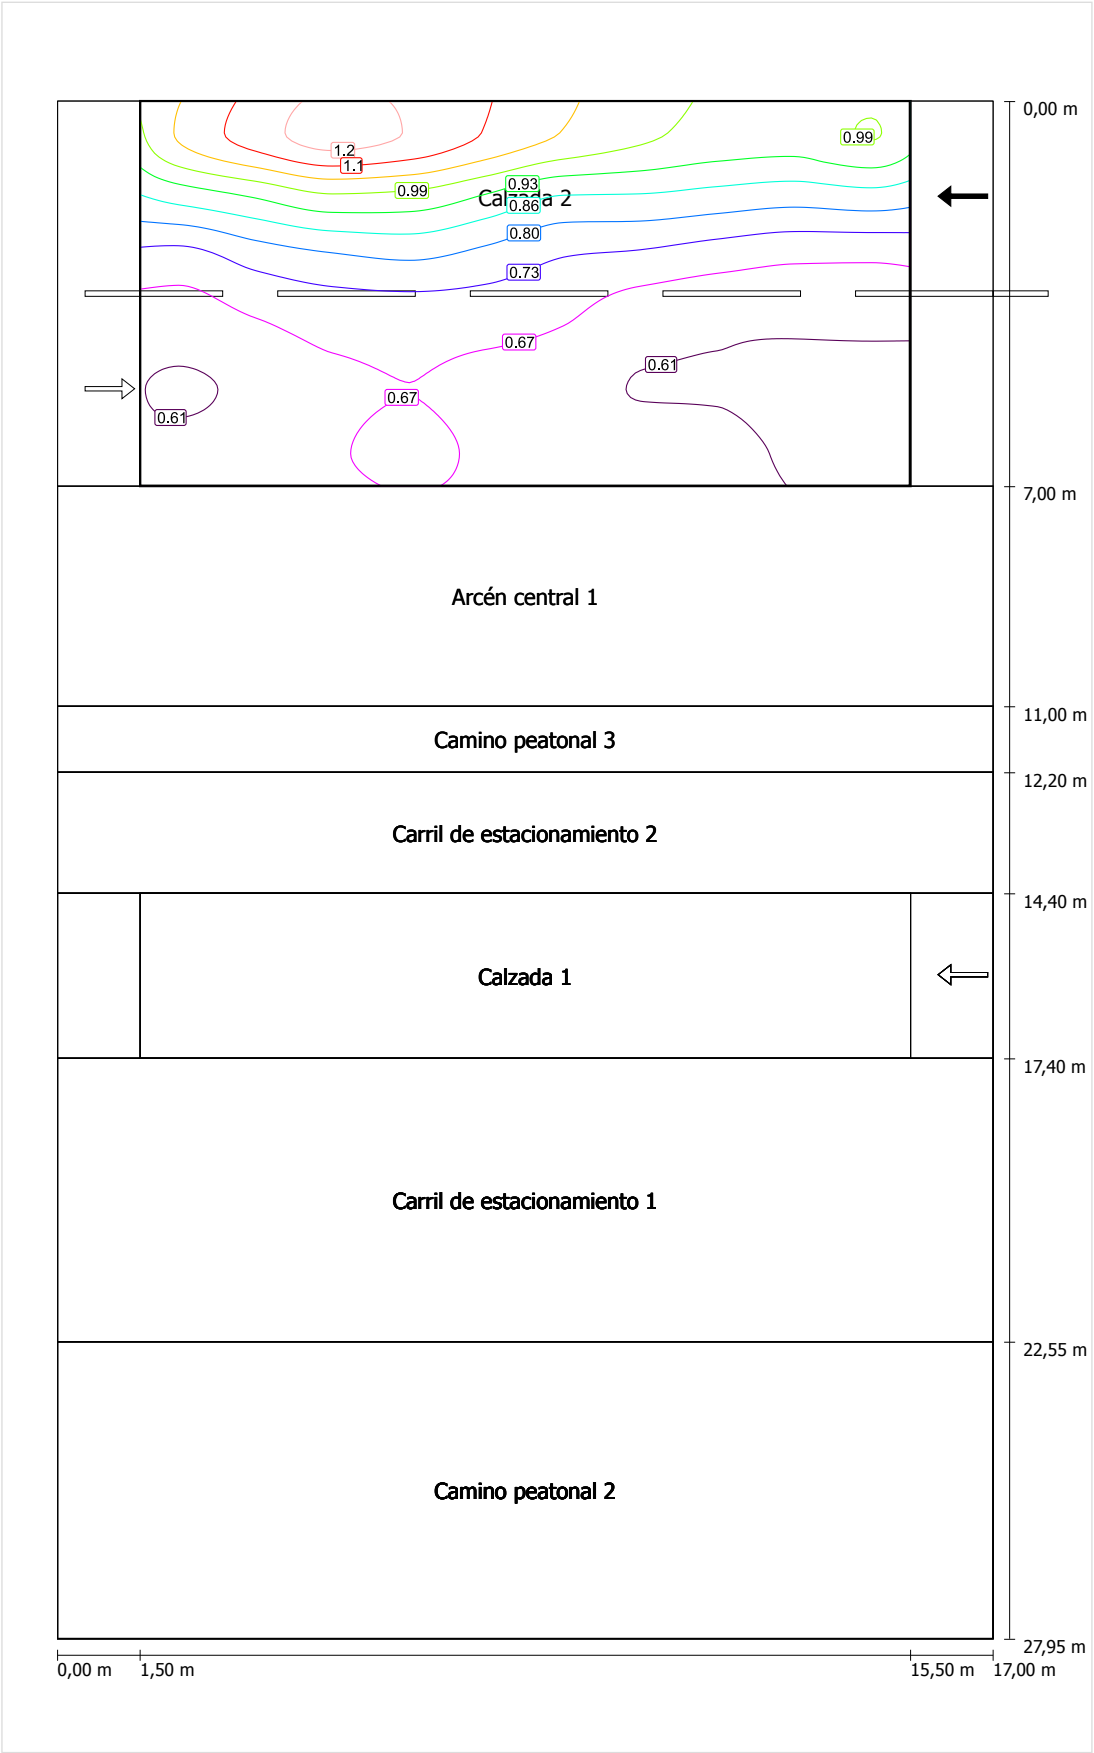 0,00 m
1.2
1.1
0.99
0.99
0.93
Calzada 2
0.86
0.80
0.73
0.67
0.61
0.67
0.61
7,00 m
Arcén central 1
11,00 m
Camino peatonal 3
12,20 m
Carril de estacionamiento 2
14,40 m
Calzada 1
17,40 m
Carril de estacionamiento 1
22,55 m
Camino peatonal 2
27,95 m
0,00 m 1,50 m 15,50 m 17,00 m